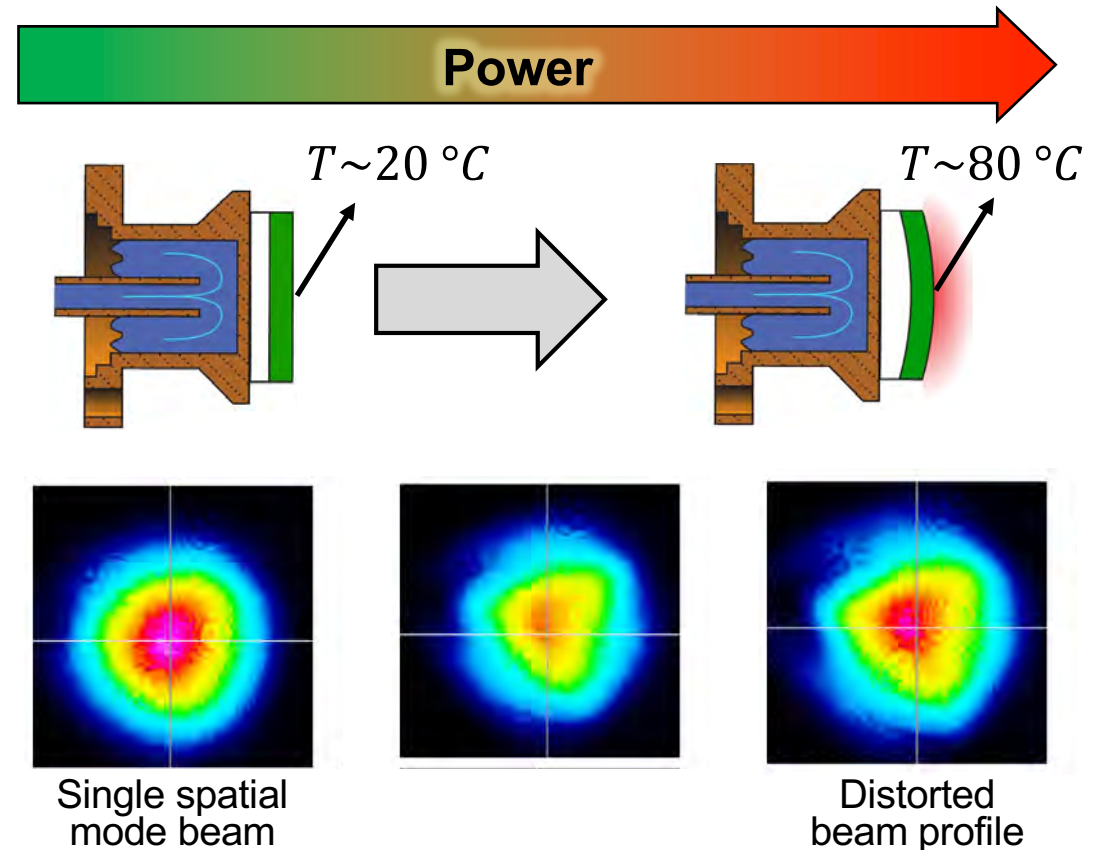 Power
T~20 °C
T~80 °C
Single spatial
mode beam
Distorted
beam profile